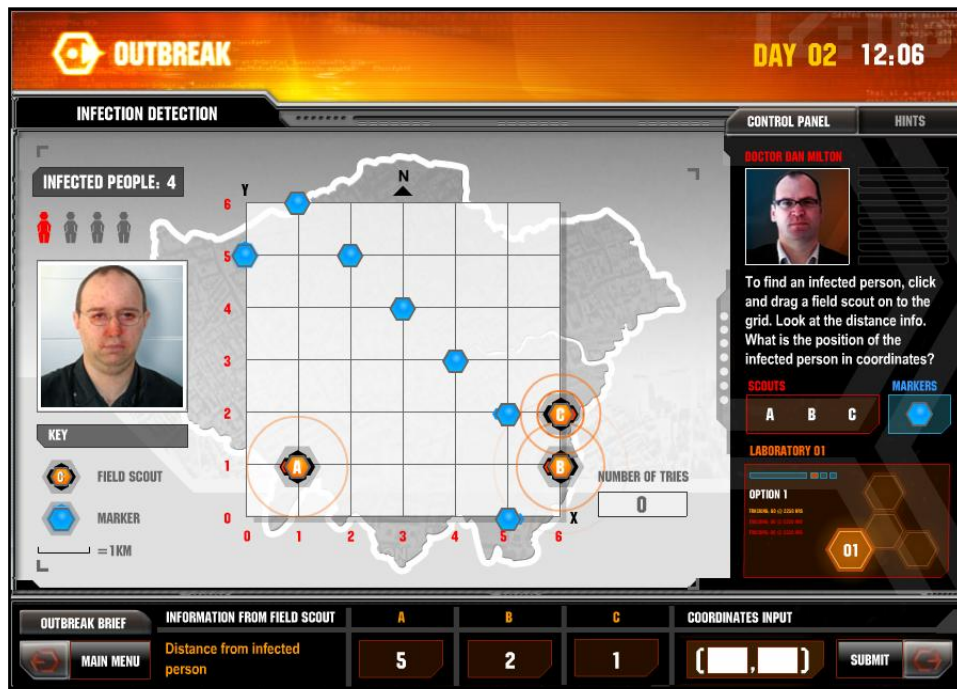 OUTBREAK
DAY 02 12:06
INFECTION DETECTION
CONTROL PANEL
HINTS
INFECTED PEOPLE: 4
DOCTOR DAN MILTON
To find an infected person, click
and drag a field scout on to the
grid. Look at the distance info.
What is the position of the
infected person in coordinates?
SCOUTS
MARKERS
A B C
LABORATORY 01
OPTION 1
01
N
Y
6
5
4
3
2
1
0
0 1 2 3 4 5 6
X
A
B
C
KEY
FIELD SCOUT
MARKER
= 1KM
NUMBER OF TRIES
0
OUTBREAK BRIEF
MAIN MENU
INFORMATION FROM FIELD SCOUT
A
B
C
Distance from infected
person
5
2
1
COORDINATES INPUT
( , )
SUBMIT